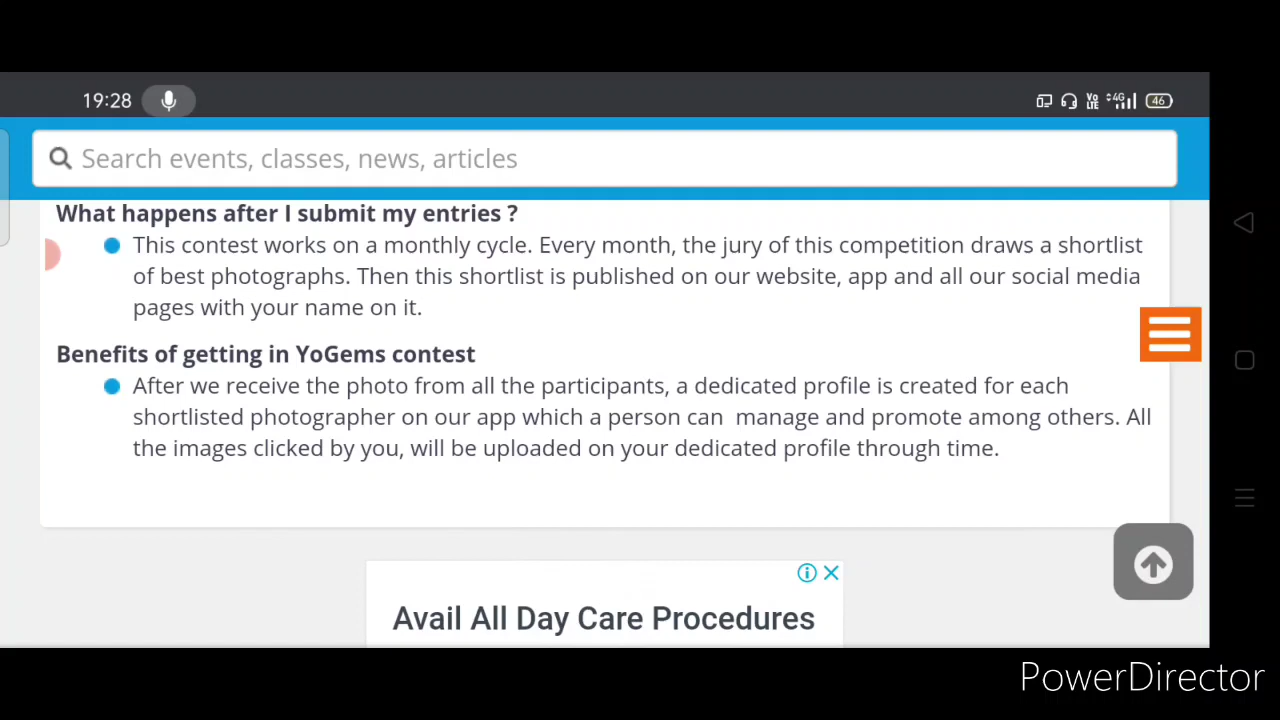 19:28
Vo LTE 4G 46
Search events, classes, news, articles
What happens after I submit my entries ?
This contest works on a monthly cycle. Every month, the jury of this competition draws a shortlist
of best photographs. Then this shortlist is published on our website, app and all our social media
pages with your name on it.
Benefits of getting in YoGems contest
After we receive the photo from all the participants, a dedicated profile is created for each
shortlisted photographer on our app which a person can  manage and promote among others. All
the images clicked by you, will be uploaded on your dedicated profile through time.
Avail All Day Care Procedures
PowerDirector